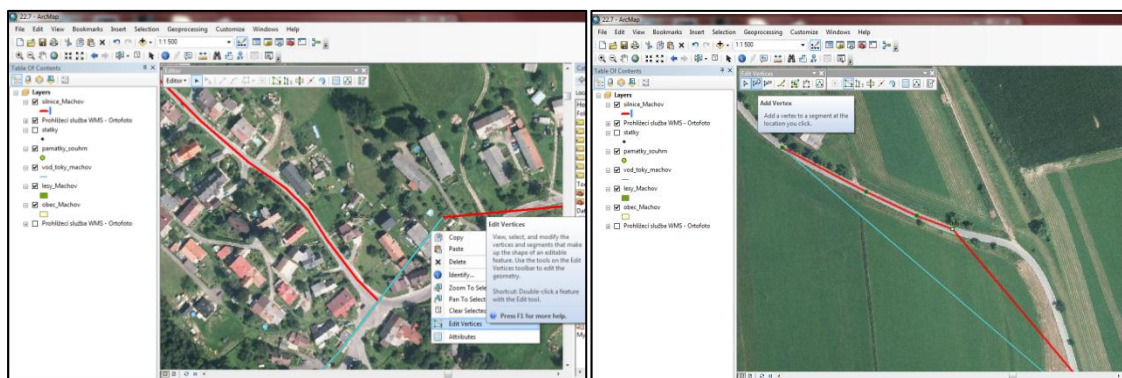 22.7 - ArcMap
File Edit View Bookmarks Insert Selection Geoprocessing Customize Windows Help
1:1 500
Table Of Contents
Layers
silnice_Machov
Prohlížecí služba WMS - Ortofoto
statky
pamatky_souhrn
vod_toky_machov
lesy_Machov
obec_Machov
Prohlížecí služba WMS - Ortofoto
Editor
Editor
Copy
Paste
Delete
Identify...
Zoom To Sele
Pan To Select
Clear Selected
Edit Vertices
Attributes
Edit Vertices
View, select, and modify the
vertices and segments that make
up the shape of an editable
feature. Use the tools on the Edit
Vertices toolbar to edit the
geometry.
Shortcut: Double-click a feature
with the Edit tool.
Press F1 for more help.
22.7 - ArcMap
File Edit View Bookmarks Insert Selection Geoprocessing Customize Windows Help
1:1 500
Table Of Contents
Layers
silnice_Machov
Prohlížecí služba WMS - Ortofoto
statky
pamatky_souhrn
vod_toky_machov
lesy_Machov
obec_Machov
Prohlížecí služba WMS - Ortofoto
Edit Vertices
Add Vertex
Add a vertex to a segment at the
location you click.